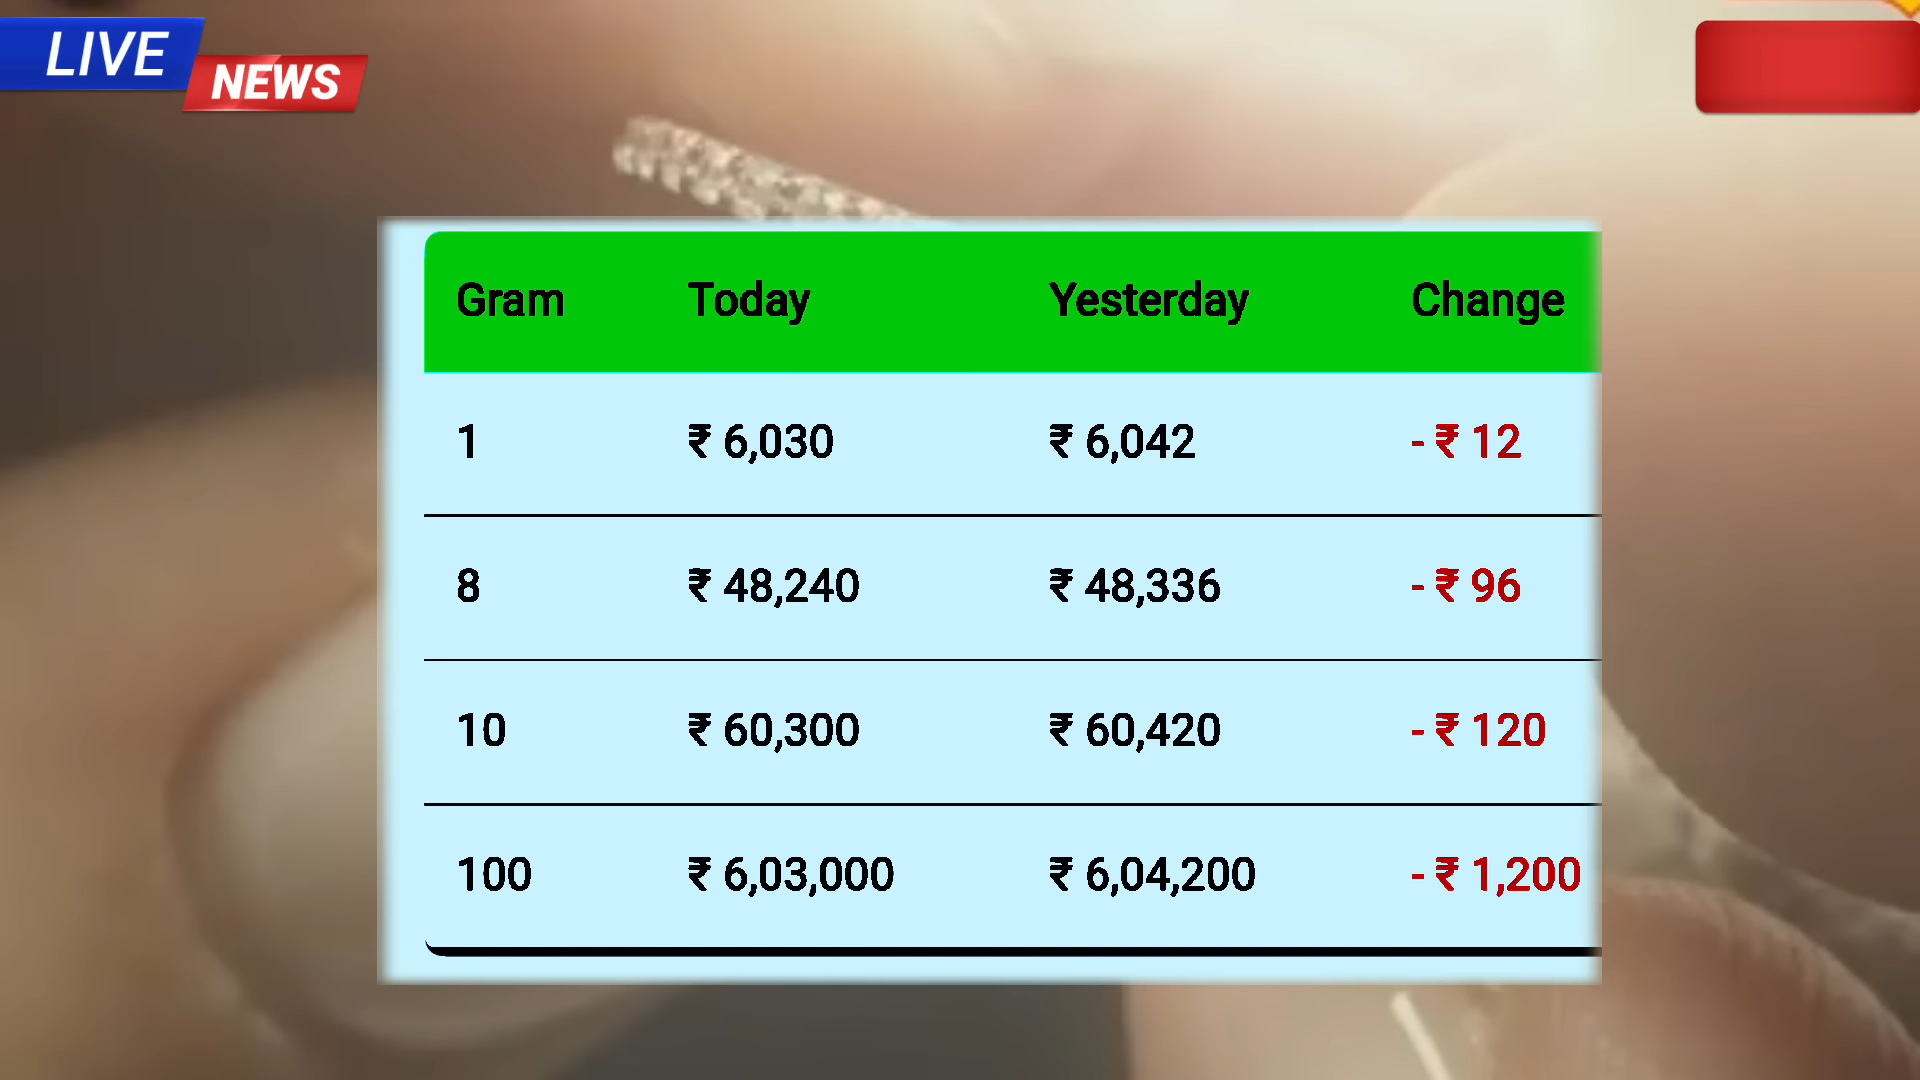 LIVE
NEWS
Gram Today Yesterday Change
1 ₹ 6,030 ₹ 6,042 - ₹ 12
8 ₹ 48,240 ₹ 48,336 - ₹ 96
10 ₹ 60,300 ₹ 60,420 - ₹ 120
100 ₹ 6,03,000 ₹ 6,04,200 - ₹ 1,200